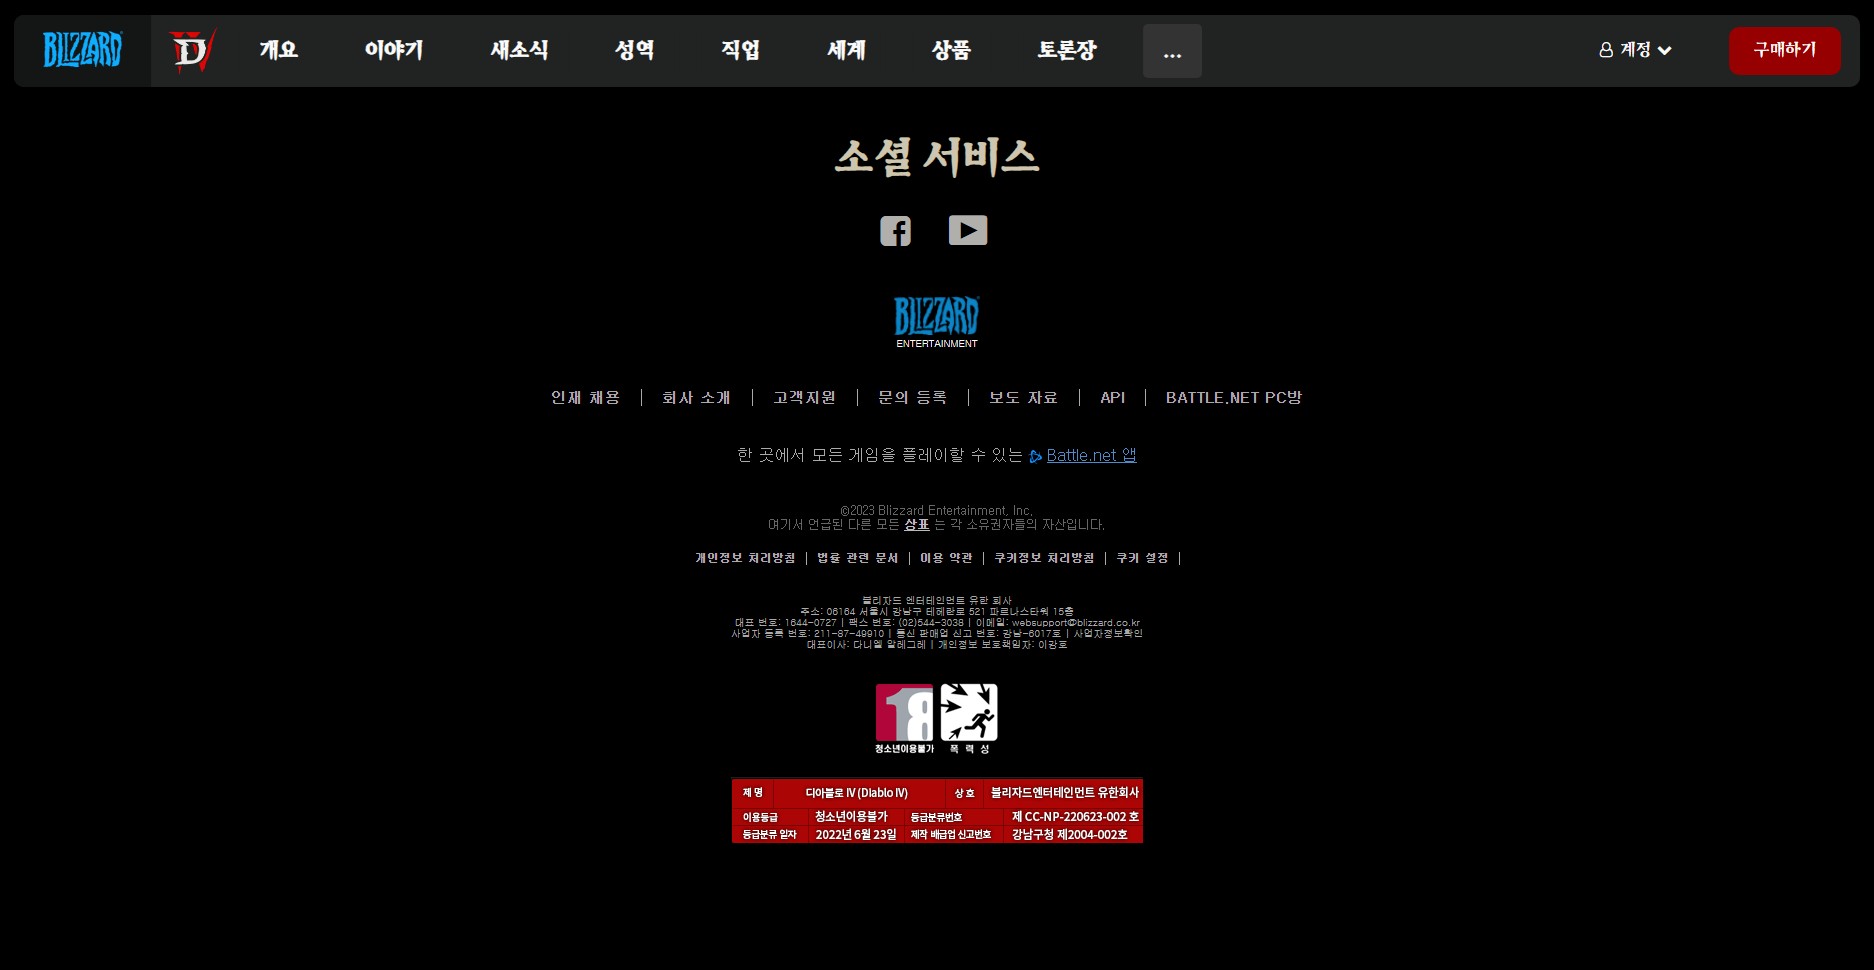 BLIZZARD D IV 개요 이야기 새소식 성역 직업 세계 상품 토론장 ... 계정 구매하기
소셜 서비스
BLIZZARD
ENTERTAINMENT
인재 채용 | 회사 소개 | 고객지원 | 문의 등록 | 보도 자료 | API | BATTLE.NET PC방
한 곳에서 모든 게임을 플레이할 수 있는 Battle.net 앱
©2023 Blizzard Entertainment, Inc.
여기서 언급된 다른 모든 상표 는 각 소유권자들의 자산입니다.
개인정보 처리방침 | 법률 관련 문서 | 이용 약관 | 쿠키정보 처리방침 | 쿠키 설정 |
블리자드 엔터테인먼트 유한 회사
주소: 06164 서울시 강남구 테헤란로 521 파르나스타워 15층
대표 번호: 1644-0727 | 팩스 번호: (02)544-3038 | 이메일: websupport@blizzard.co.kr
사업자 등록 번호: 211-87-49910 | 통신 판매업 신고 번호: 강남-6017호 | 사업자정보확인
대표이사: 다니엘 알레그레 | 개인정보 보호책임자: 이강호
18
청소년이용불가 폭력성
제 명 디아블로 IV (Diablo IV) 상 호 블리자드엔터테인먼트 유한회사
이용등급 청소년이용불가 등급분류번호 제 CC-NP-220623-002 호
등급분류 일자 2022년 6월 23일 제작 배급업 신고번호 강남구청 제2004-002호